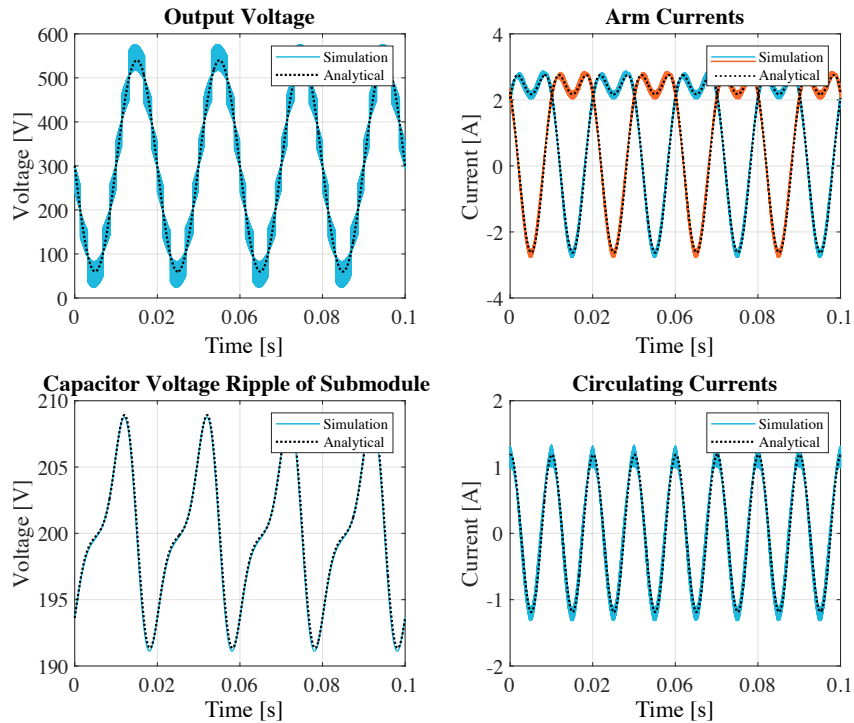 Output Voltage
600
500
400
300
200
100
0
Voltage [V]
Simulation
Analytical
0
0.02
0.04
0.06
0.08
0.1
Time [s]
Arm Currents
4
2
0
-2
-4
Current [A]
Simulation
Analytical
0
0.02
0.04
0.06
0.08
0.1
Time [s]
Capacitor Voltage Ripple of Submodule
210
205
200
195
190
Voltage [V]
Simulation
Analytical
0
0.02
0.04
0.06
0.08
0.1
Time [s]
Circulating Currents
2
1
0
-1
-2
Current [A]
Simulation
Analytical
0
0.02
0.04
0.06
0.08
0.1
Time [s]